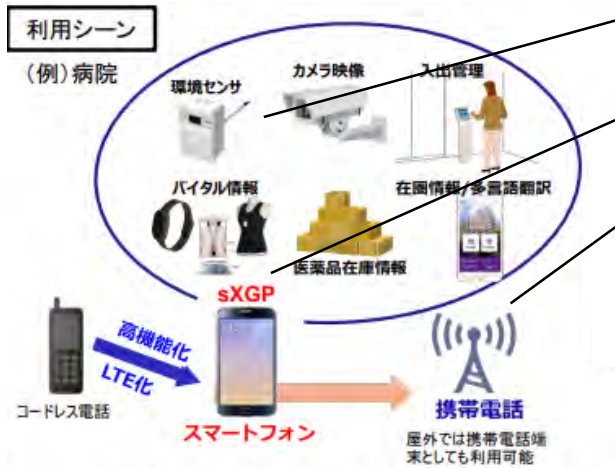 利用シーン
(例)病院
環境センサ
カメラ映像
入出管理
バイタル情報
医薬品在庫情報
在圏情報/多言語翻訳
sXGP
高機能化
LTE化
コードレス電話
スマートフォン
携帯電話
屋外では携帯電話端
末としても利用可能